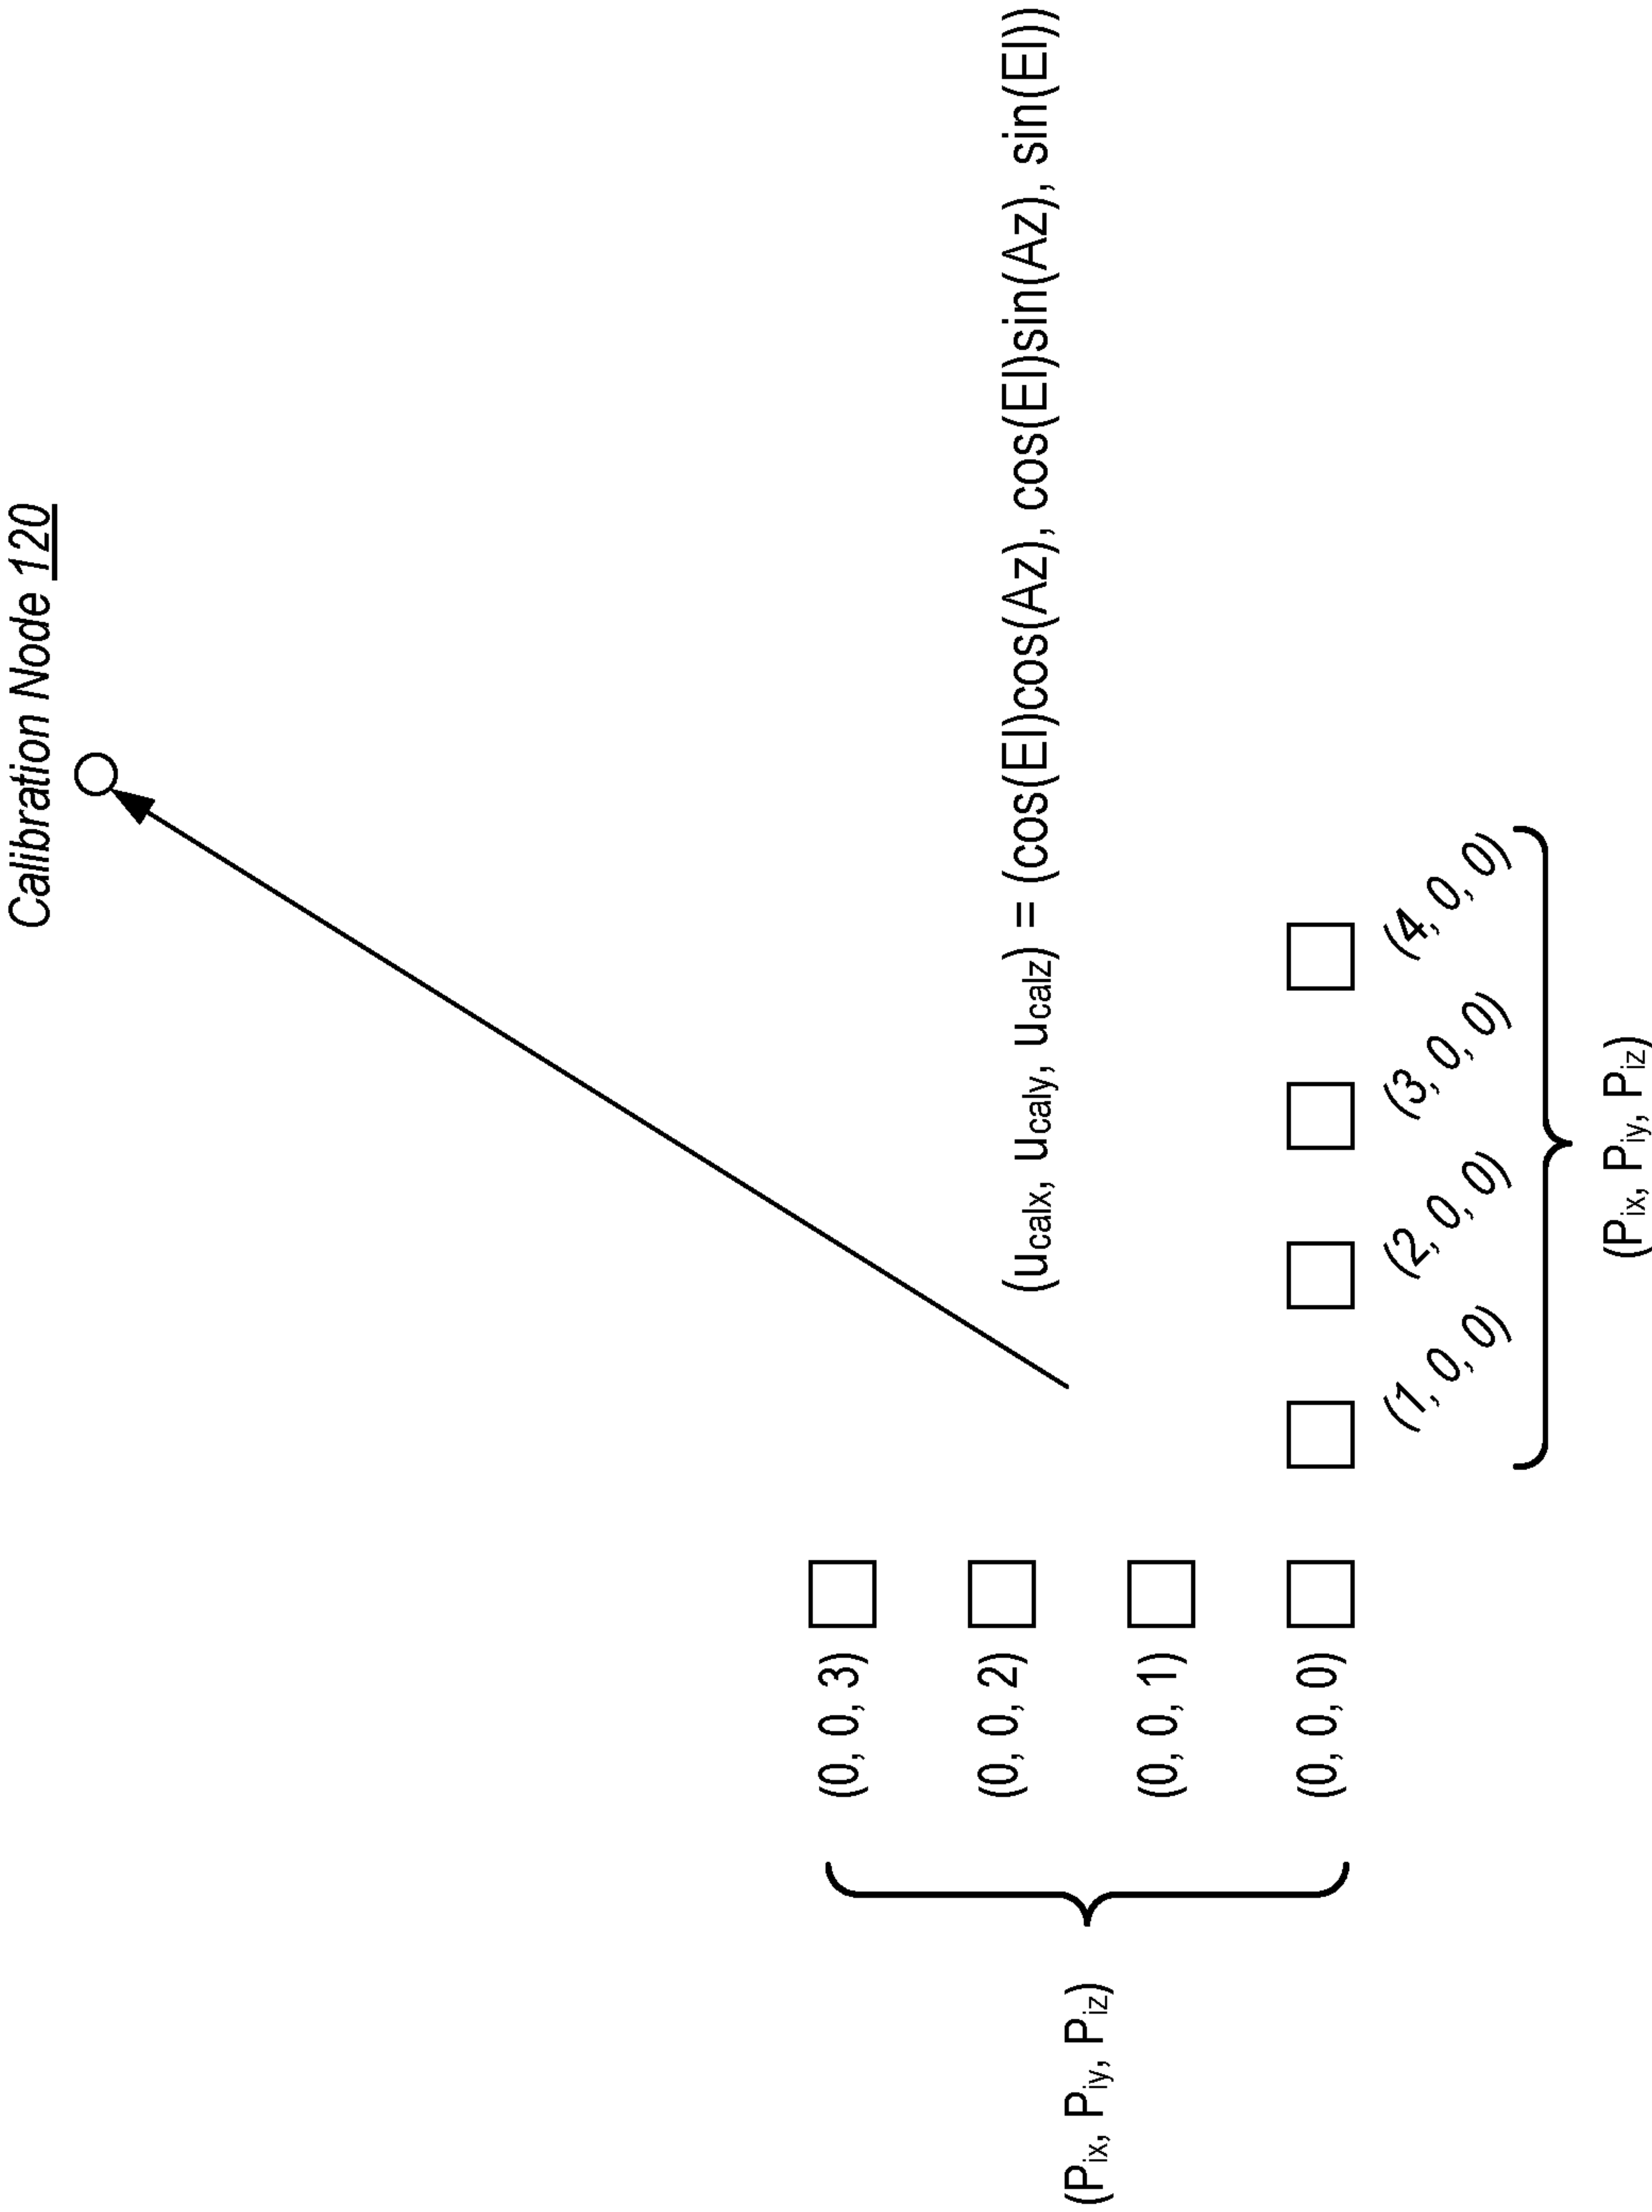 Calibration Node 120
(ucalx, ucaly, ucalz) = (cos(El)cos(Az), cos(El)sin(Az), sin(El))
(0, 0, 3)
(0, 0, 2)
(Pix, Piy, Piz)
(0, 0, 1)
(0, 0, 0)
(1, 0, 0)
(2, 0, 0)
(3, 0, 0)
(4, 0, 0)
(Pix, Piy, Piz)